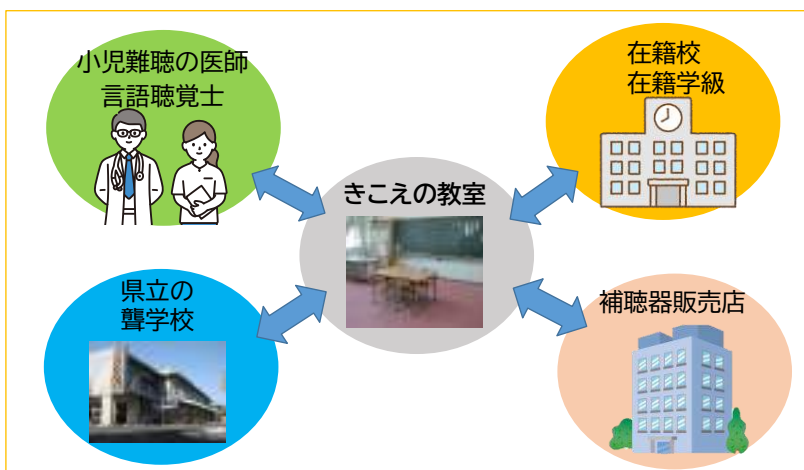 小児難聴の医師
言語聴覚士
在籍校
在籍学級
きこえの教室
県立の
聾学校
補聴器販売店